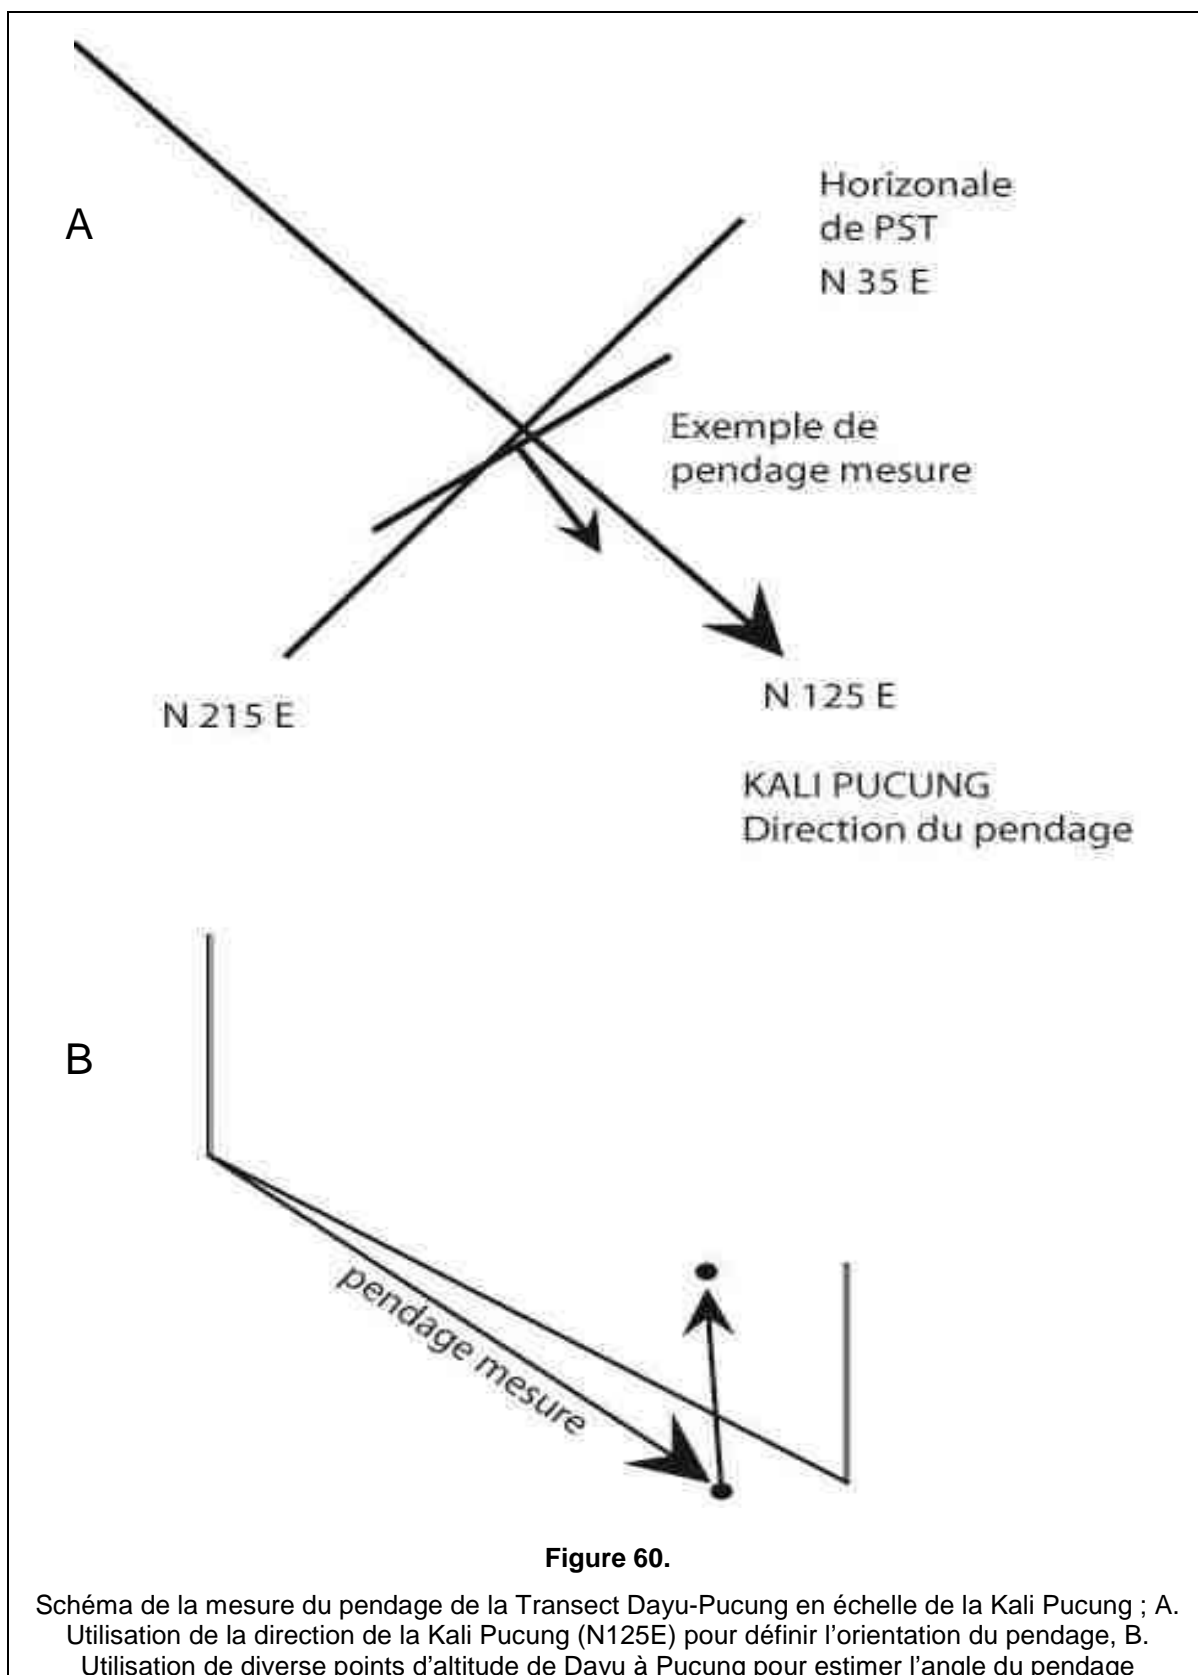 A
Horizonale
de PST
N 35 E
Exemple de
pendage mesure
N 215 E
N 125 E
KALI PUCUNG
Direction du pendage
B
pendage mesure
Figure 60.
Schéma de la mesure du pendage de la Transect Dayu-Pucung en échelle de la Kali Pucung ; A.
Utilisation de la direction de la Kali Pucung (N125E) pour définir l'orientation du pendage, B.
Utilisation de diverse points d'altitude de Dayu à Pucung pour estimer l'angle du pendage